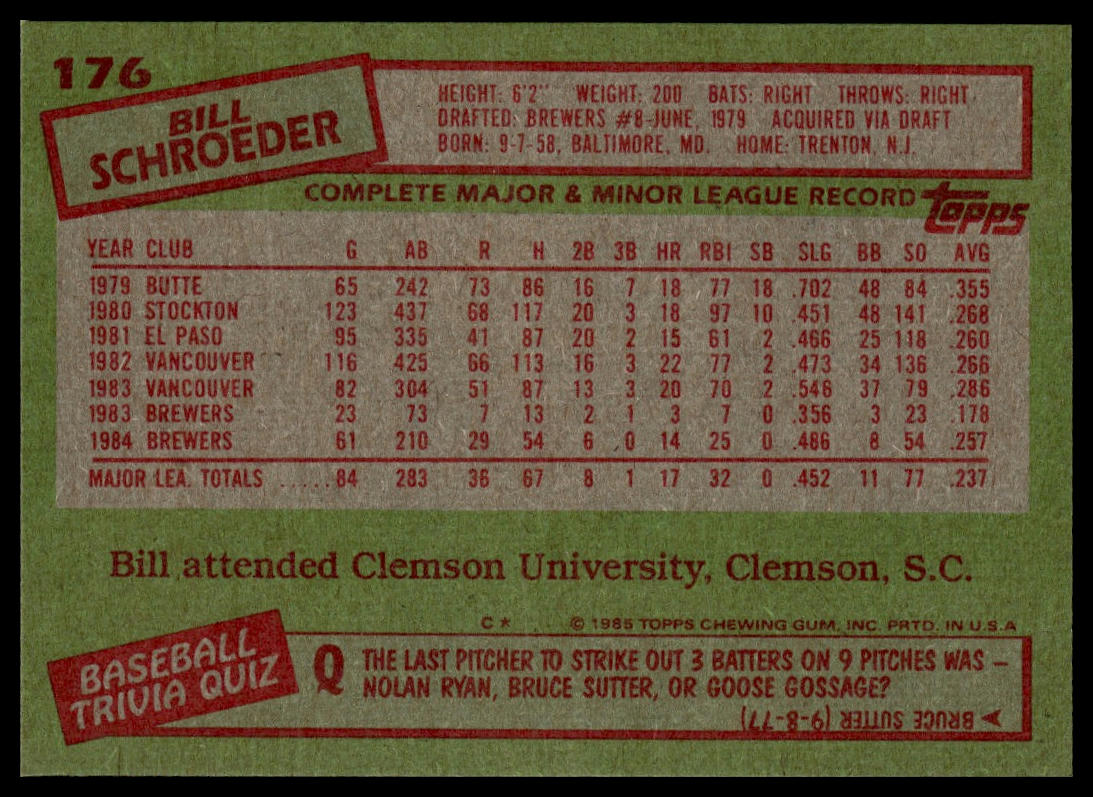 176
BILL
SCHROEDER
HEIGHT: 6'2" WEIGHT: 200 BATS: RIGHT THROWS: RIGHT
DRAFTED: BREWERS #8-JUNE, 1979 ACQUIRED VIA DRAFT
BORN: 9-7-58, BALTIMORE, MD. HOME: TRENTON, N.J.
COMPLETE MAJOR & MINOR LEAGUE RECORD
topps
YEAR CLUB G AB R H 2B 3B HR RBI SB SLG BB SO AVG
1979 BUTTE 65 242 73 86 16 7 18 77 18 .702 48 84 .355
1980 STOCKTON 123 437 68 117 20 3 18 97 10 .451 48 141 .268
1981 EL PASO 95 335 41 87 20 2 15 61 2 .466 25 118 .260
1982 VANCOUVER 116 425 66 113 16 3 22 77 2 .473 34 136 .266
1983 VANCOUVER 82 304 51 87 13 3 20 70 2 .546 37 79 .286
1983 BREWERS 23 73 7 13 2 1 3 7 0 .356 3 23 .178
1984 BREWERS 61 210 29 54 6 0 14 25 0 .486 8 54 .257
MAJOR LEA. TOTALS ...... 84 283 36 67 8 1 17 32 0 .452 11 77 .237
Bill attended Clemson University, Clemson, S.C.
C* © 1985 TOPPS CHEWING GUM, INC. PRTD. IN U.S.A
BASEBALL
TRIVIA QUIZ
Q THE LAST PITCHER TO STRIKE OUT 3 BATTERS ON 9 PITCHES WAS –
NOLAN RYAN, BRUCE SUTTER, OR GOOSE GOSSAGE?
➤ BRUCE SUTTER (9-8-77)